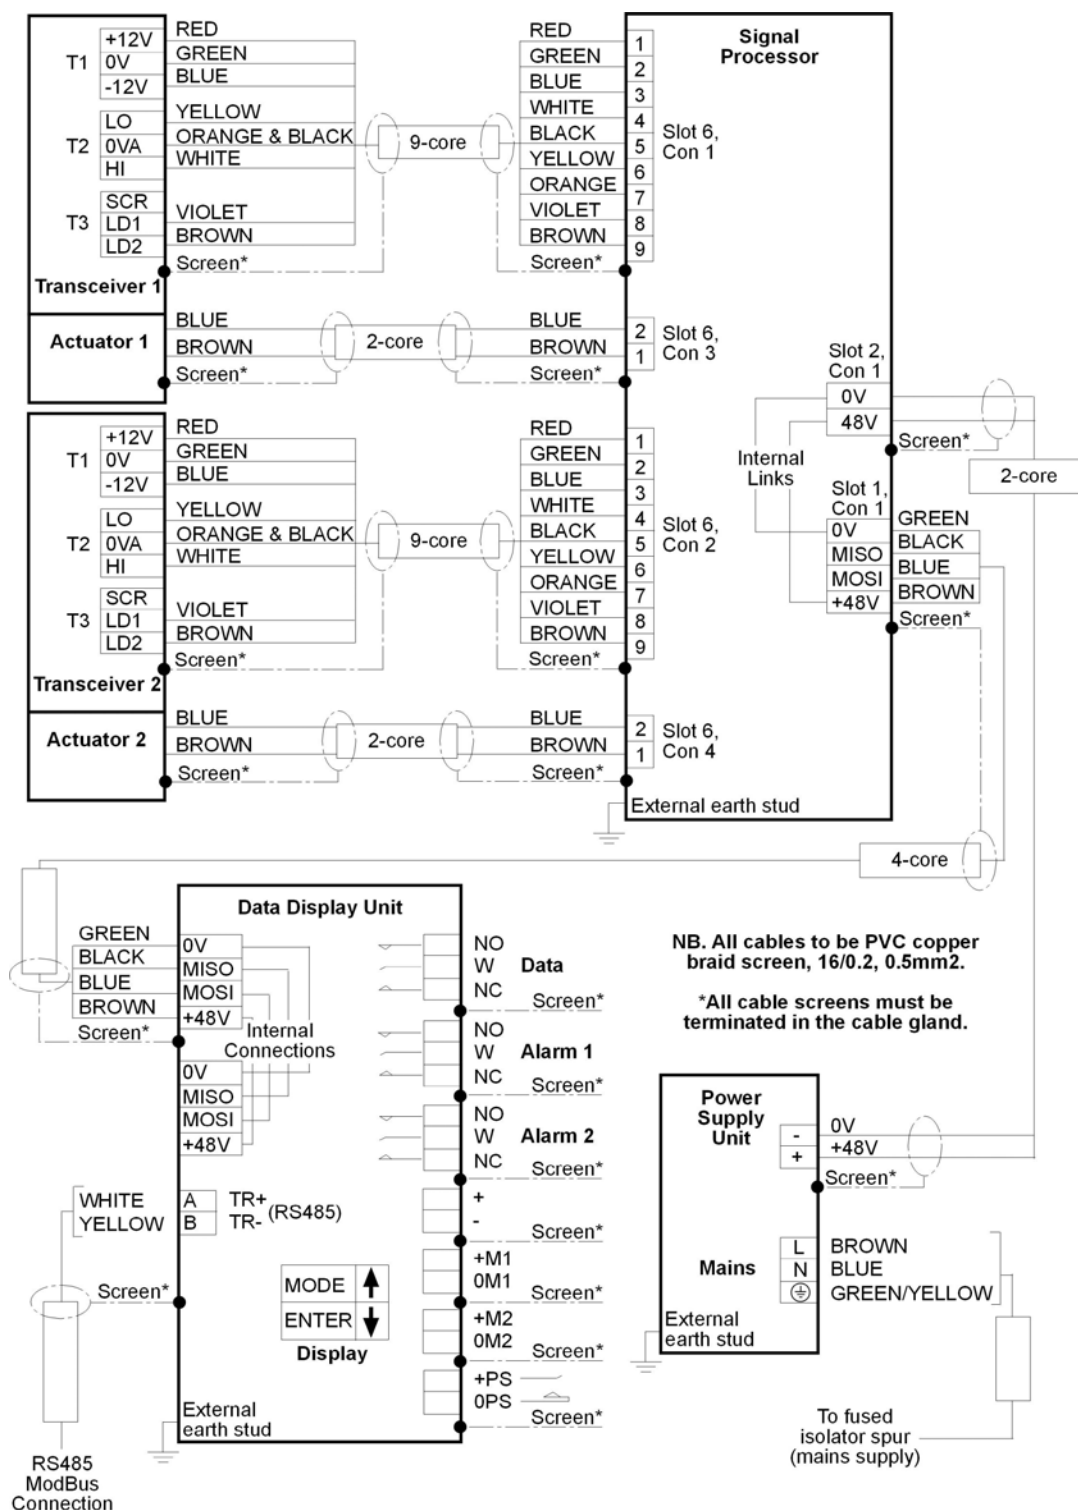 T1
+12V
0V
-12V
RED
GREEN
BLUE
T2
LO
0VA
HI
YELLOW
ORANGE & BLACK
WHITE
T3
SCR
LD1
LD2
VIOLET
BROWN
Screen*
Transceiver 1
9-core
RED
GREEN
BLUE
WHITE
BLACK
YELLOW
ORANGE
VIOLET
BROWN
Screen*
1
2
3
4
5
6
7
8
9
Slot 6,
Con 1
Signal
Processor
Actuator 1
BLUE
BROWN
Screen*
2-core
BLUE
BROWN
Screen*
2
1
Slot 6,
Con 3
T1
+12V
0V
-12V
RED
GREEN
BLUE
T2
LO
0VA
HI
YELLOW
ORANGE & BLACK
WHITE
T3
SCR
LD1
LD2
VIOLET
BROWN
Screen*
Transceiver 2
9-core
RED
GREEN
BLUE
WHITE
BLACK
YELLOW
ORANGE
VIOLET
BROWN
Screen*
1
2
3
4
5
6
7
8
9
Slot 6,
Con 2
Actuator 2
BLUE
BROWN
Screen*
2-core
BLUE
BROWN
Screen*
2
1
Slot 6,
Con 4
External earth stud
Slot 2,
Con 1
0V
48V
Screen*
2-core
Internal
Links
Slot 1,
Con 1
0V
MISO
MOSI
+48V
GREEN
BLACK
BLUE
BROWN
Screen*
4-core
Data Display Unit
GREEN
BLACK
BLUE
BROWN
Screen*
0V
MISO
MOSI
+48V
Internal
Connections
0V
MISO
MOSI
+48V
WHITE
YELLOW
A
B
TR+
TR-
(RS485)
Screen*
MODE
ENTER
Display
External
earth stud
RS485
ModBus
Connection
NO
W
NC
Data
Screen*
NO
W
NC
Alarm 1
Screen*
NO
W
NC
Alarm 2
Screen*
+
-
Screen*
+M1
0M1
Screen*
+M2
0M2
Screen*
+PS
0PS
Screen*
NB. All cables to be PVC copper
braid screen, 16/0.2, 0.5mm2.
*All cable screens must be
terminated in the cable gland.
Power
Supply
Unit
-
+
0V
+48V
Screen*
Mains
L
N
BROWN
BLUE
GREEN/YELLOW
External
earth stud
To fused
isolator spur
(mains supply)